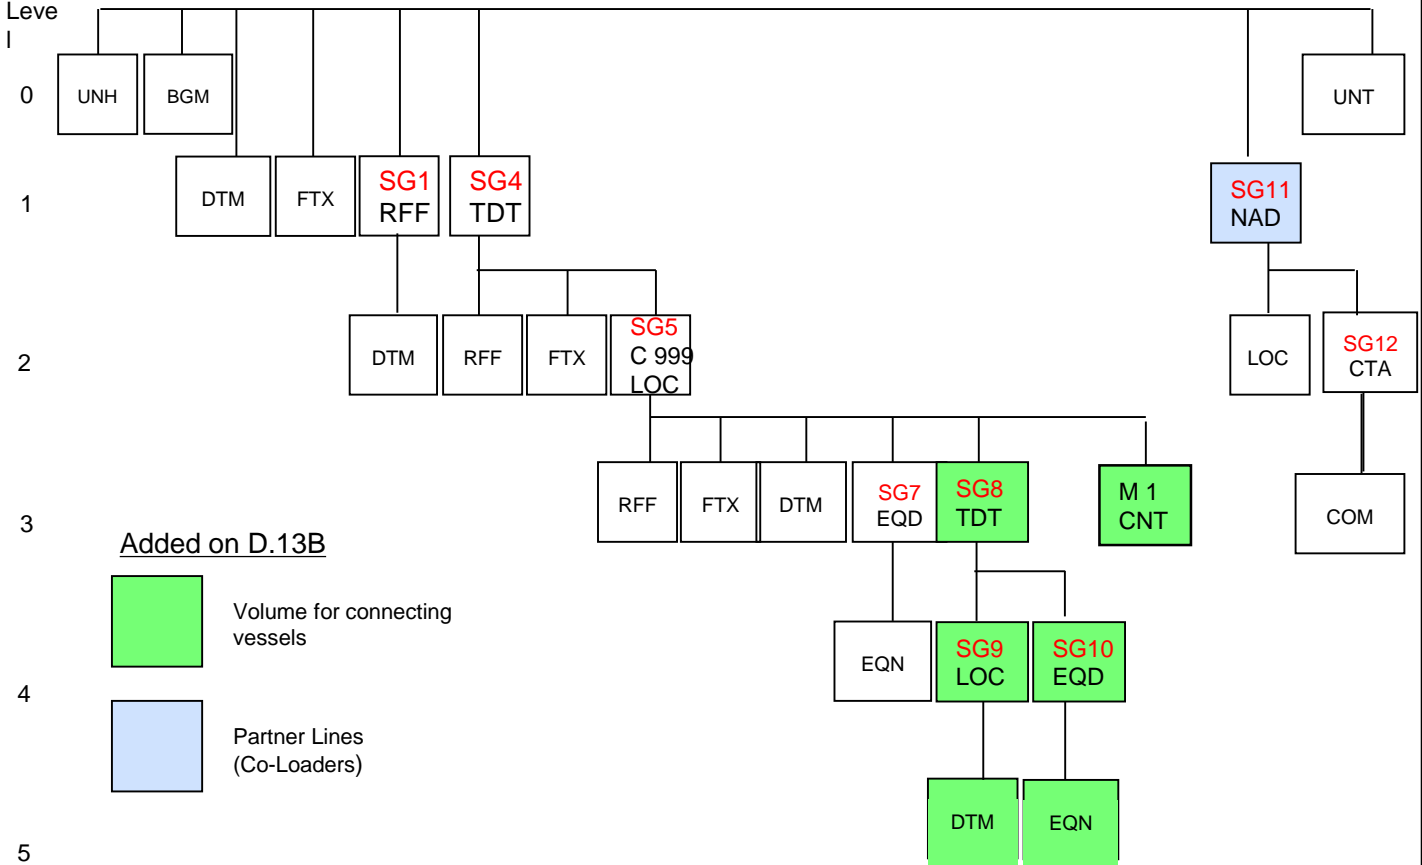 Leve
l
0
UNH
BGM
UNT
1
DTM
FTX
SG1
RFF
SG4
TDT
SG11
NAD
2
DTM
RFF
FTX
SG5
C 999
LOC
LOC
SG12
CTA
3
RFF
FTX
DTM
SG7
EQD
SG8
TDT
M 1
CNT
COM
Added on D.13B
Volume for connecting
vessels
4
EQN
SG9
LOC
SG10
EQD
Partner Lines
(Co-Loaders)
5
DTM
EQN